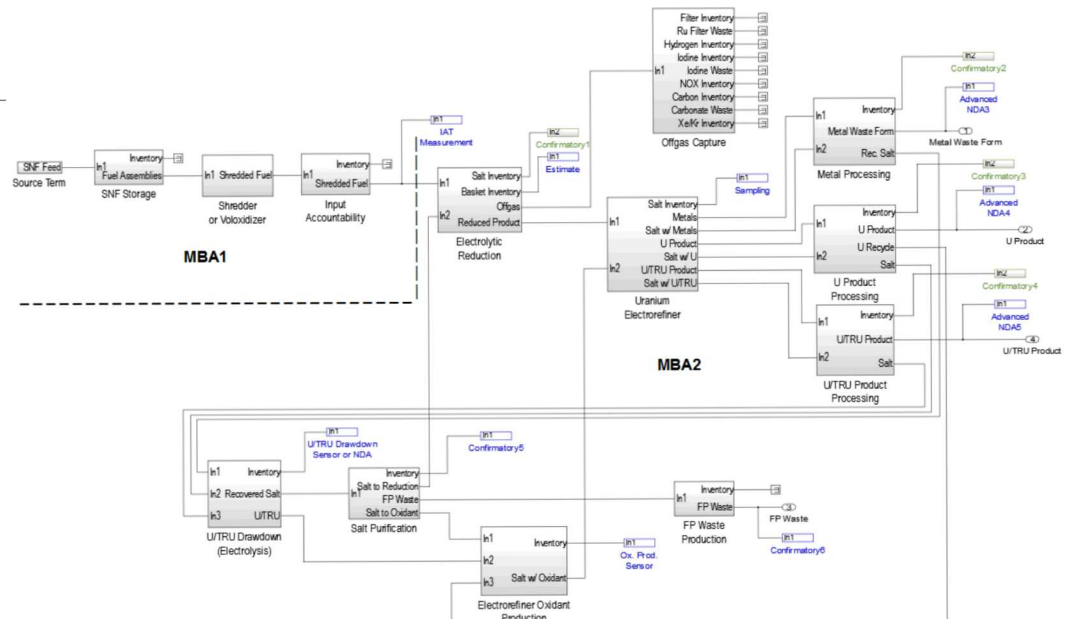 Filter Inventory
Ru Filter Waste
Hydrogen Inventory
Iodine Inventory
In1
Iodine Waste
NOX Inventory
Carbon Inventory
Carbonate Waste
Xe/Kr Inventory
Offgas Capture
In2
Confirmatory2
In1
Advanced
NDA3
In1
Inventory
Metal Waste Form
1
Metal Waste Form
In2
Rec. Salt
Metal Processing
In1
IAT
Measurement
In2
Confirmatory1
In1
Estimate
SNF Feed
Source Term
In1
Inventory
Fuel Assemblies
SNF Storage
In1
Shredded Fuel
Shredder
or Voloxidizer
In1
Inventory
Shredded Fuel
Input
Accountability
MBA1
In1
Salt Inventory
Basket Inventory
Offgas
In2
Reduced Product
Electrolytic
Reduction
In1
Sampling
In1
Salt Inventory
Metals
Salt w/ Metals
U Product
Salt w/ U
In2
U/TRU Product
Salt w/ U/TRU
Uranium
Electrorefiner
In2
Confirmatory3
In1
Advanced
NDA4
In1
Inventory
U Product
2
U Product
U Recycle
In2
Salt
U Product
Processing
In2
Confirmatory4
In1
Advanced
NDA5
In1
Inventory
U/TRU Product
4
U/TRU Product
In2
Salt
U/TRU Product
Processing
MBA2
In1
U/TRU Drawdown
Sensor or NDA
In1
Confirmatory5
In1
Inventory
In2
Recovered Salt
In3
U/TRU
U/TRU Drawdown
(Electrolysis)
Inventory
Salt to Reduction
In1
FP Waste
Salt to Oxidant
Salt Purification
In1
Inventory
FP Waste
3
FP Waste
FP Waste
Production
In1
Confirmatory6
In1
Inventory
In2
Salt w/ Oxidant
In3
In1
Ox. Prod.
Sensor
Electrorefiner Oxidant
Production